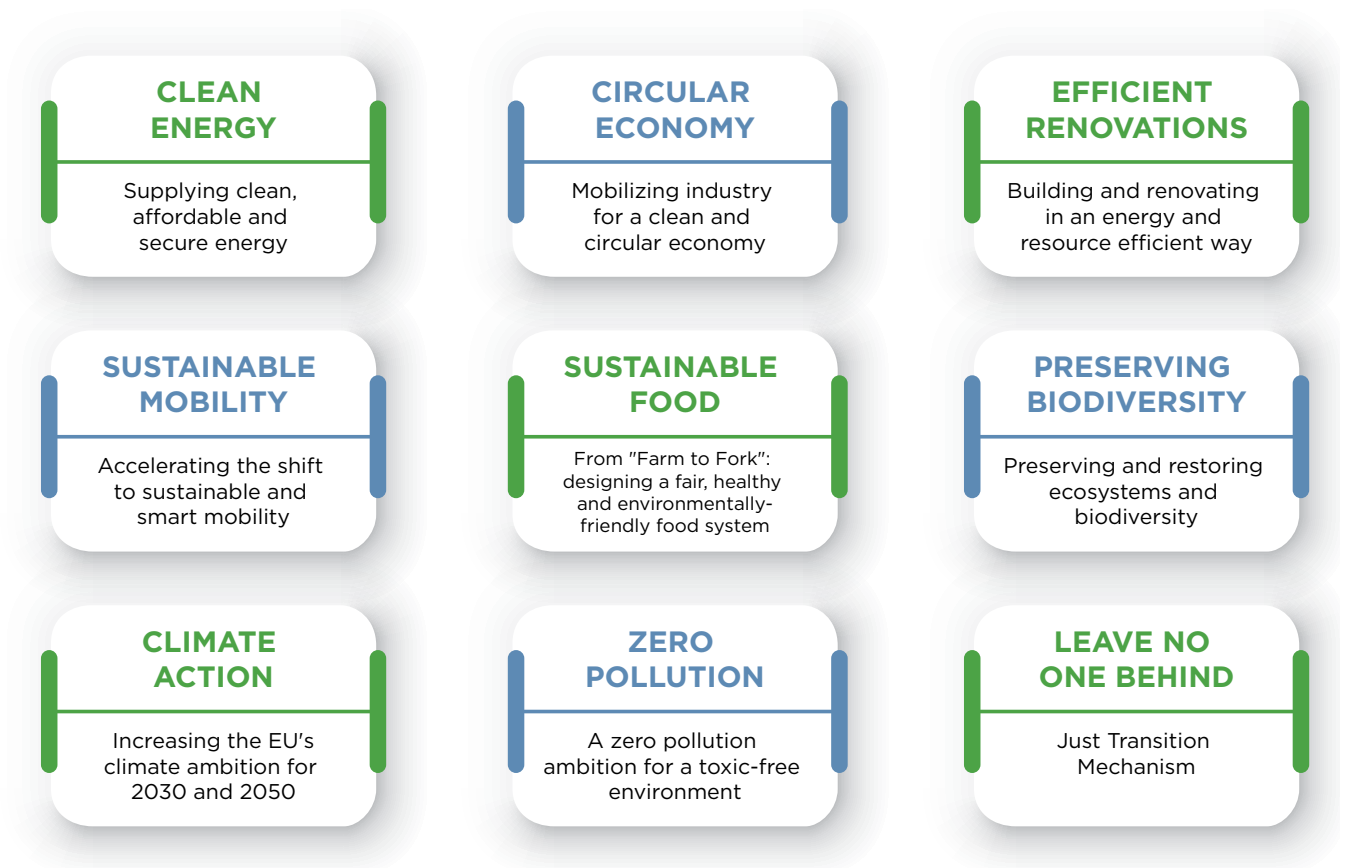 CLEAN
ENERGY
Supplying clean,
affordable and
secure energy
CIRCULAR
ECONOMY
Mobilizing industry
for a clean and
circular economy
EFFICIENT
RENOVATIONS
Building and renovating
in an energy and
resource efficient way
SUSTAINABLE
MOBILITY
Accelerating the shift
to sustainable and
smart mobility
SUSTAINABLE
FOOD
From "Farm to Fork":
designing a fair, healthy
and environmentally-
friendly food system
PRESERVING
BIODIVERSITY
Preserving and restoring
ecosystems and
biodiversity
CLIMATE
ACTION
Increasing the EU's
climate ambition for
2030 and 2050
ZERO
POLLUTION
A zero pollution
ambition for a toxic-free
environment
LEAVE NO
ONE BEHIND
Just Transition
Mechanism